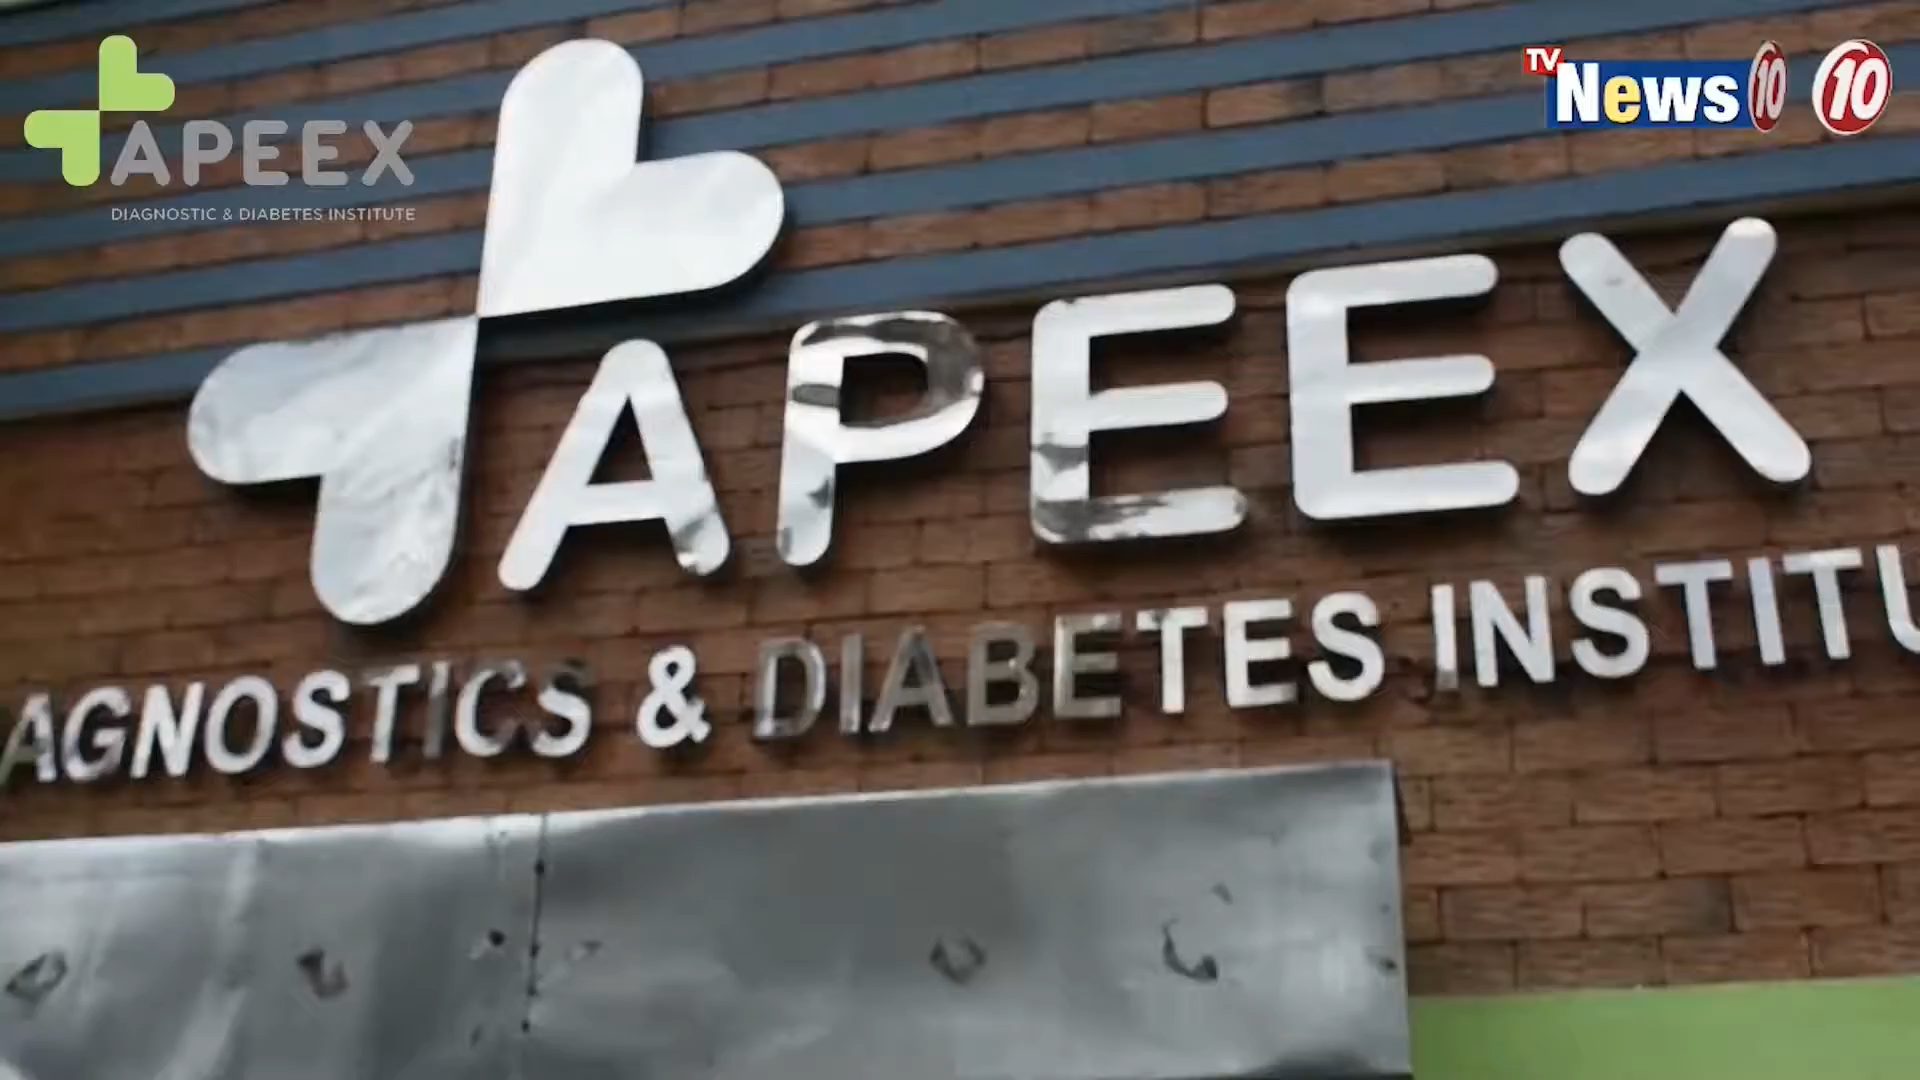 APEEX
DIAGNOSTIC & DIABETES INSTITUTE
TV
News 10
10
APEEX
AGNOSTICS & DIABETES INSTITU